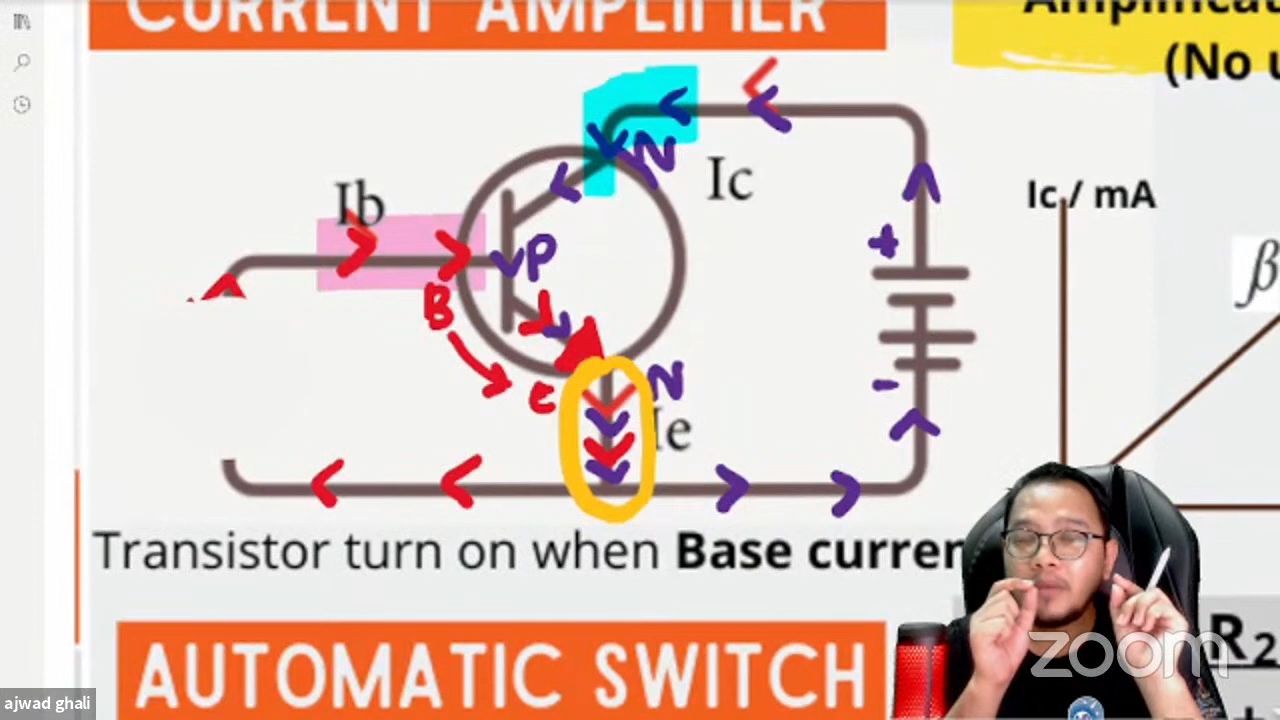 CURRENT AMPLIFIER
Amplificat
(No u
N
Ic
Ib
Ic / mA
P
+
β
B
N
e
-
Ie
Transistor turn on when Base curren
AUTOMATIC SWITCH
zoom
R₂
ajwad ghali